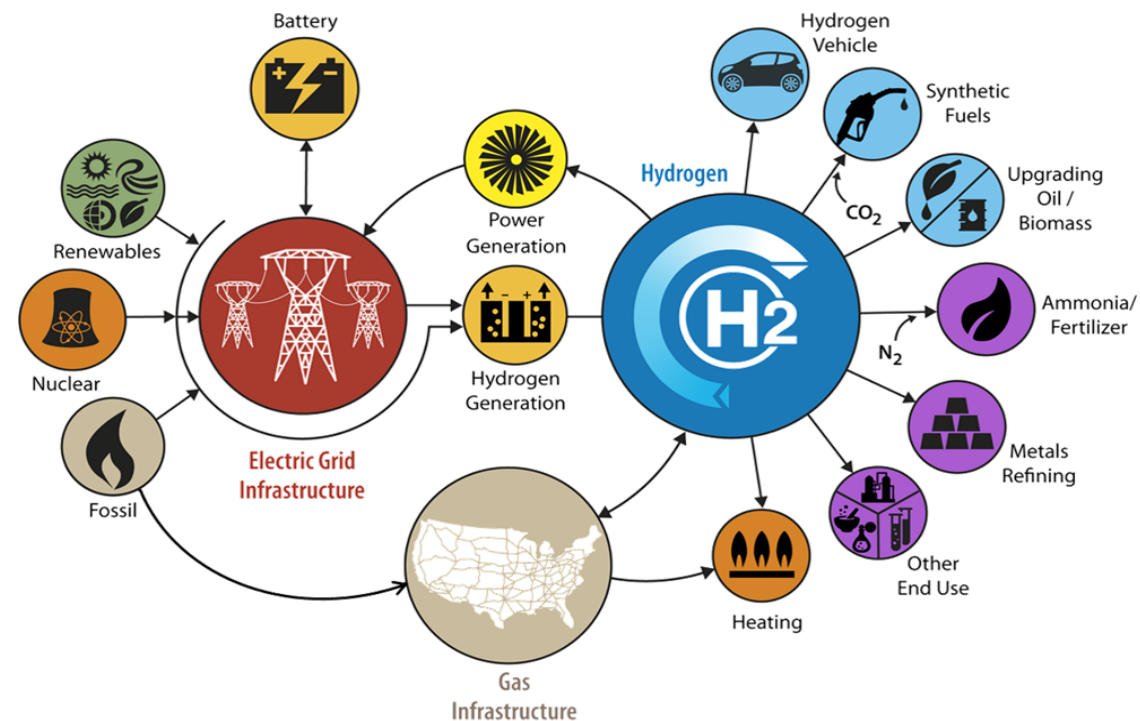 Battery
Hydrogen
Vehicle
Synthetic
Fuels
Renewables
Power
Generation
Hydrogen
CO2
Upgrading
Oil /
Biomass
H2
Nuclear
Hydrogen
Generation
N2
Ammonia/
Fertilizer
Electric Grid
Infrastructure
Fossil
Metals
Refining
Other
End Use
Heating
Gas
Infrastructure